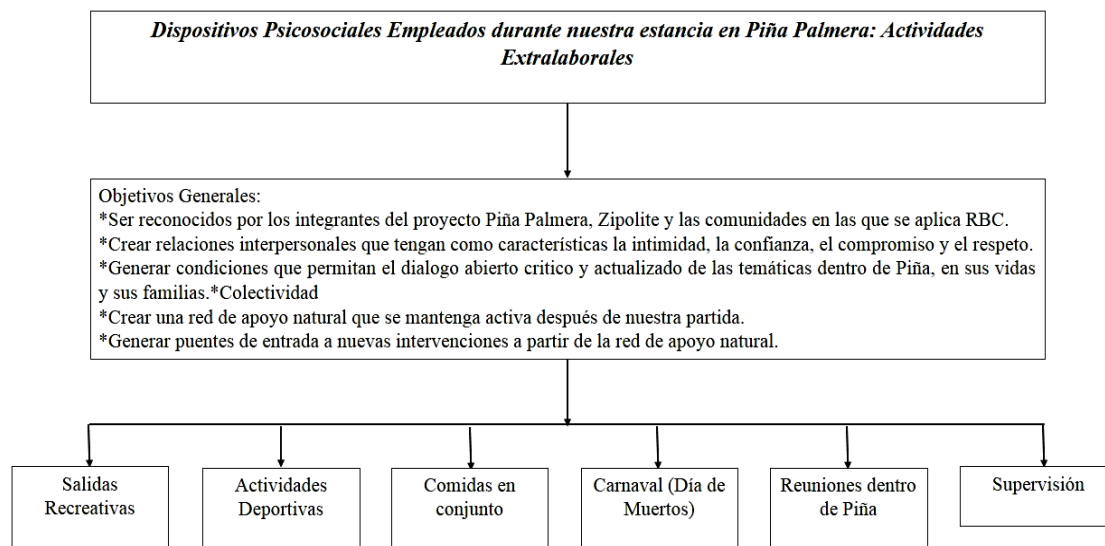 Dispositivos Psicosociales Empleados durante nuestra estancia en Piña Palmera: Actividades
Extralaborales
Objetivos Generales:
*Ser reconocidos por los integrantes del proyecto Piña Palmera, Zipolite y las comunidades en las que se aplica RBC.
*Crear relaciones interpersonales que tengan como características la intimidad, la confianza, el compromiso y el respeto.
*Generar condiciones que permitan el dialogo abierto critico y actualizado de las temáticas dentro de Piña, en sus vidas
y sus familias.*Colectividad
*Crear una red de apoyo natural que se mantenga activa después de nuestra partida.
*Generar puentes de entrada a nuevas intervenciones a partir de la red de apoyo natural.
Salidas
Recreativas
Actividades
Deportivas
Comidas en
conjunto
Carnaval (Día de
Muertos)
Reuniones dentro
de Piña
Supervisión